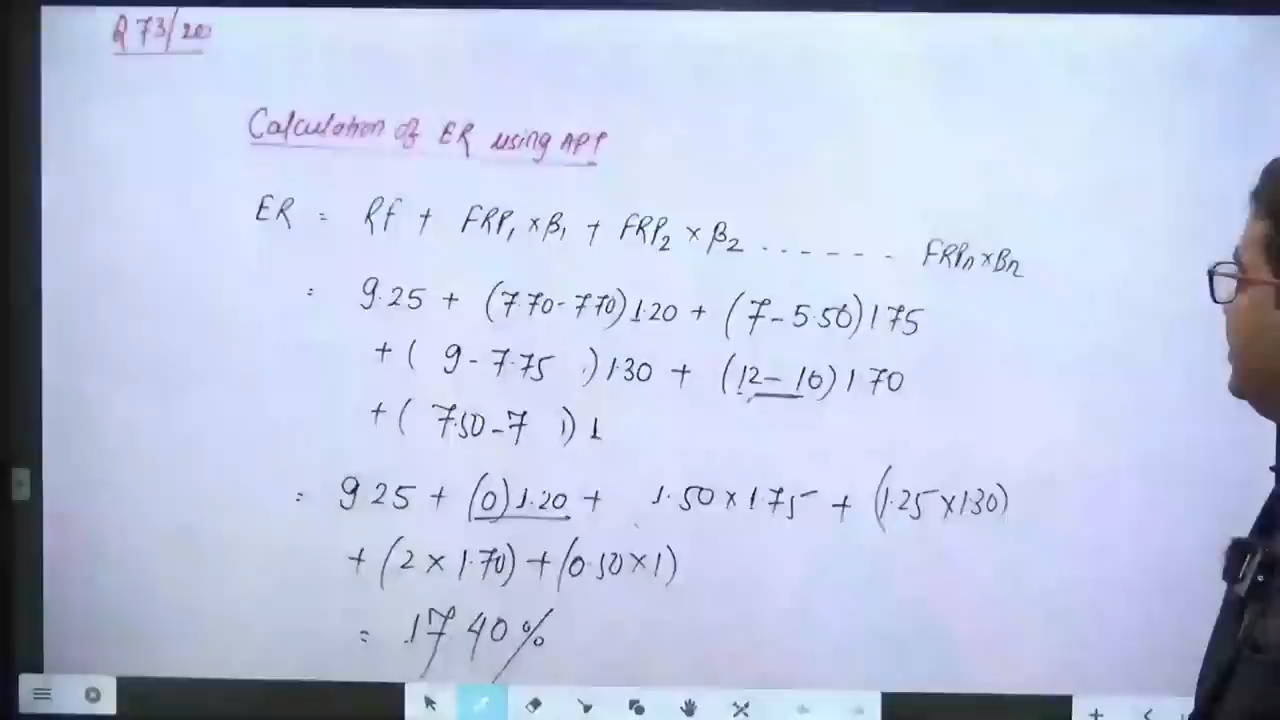 Q 73/20
Calculation of ER using APT
ER = Rf + FRP₁ × β₁ + FRP₂ × β₂ ....... FRPn × Bn
= 9.25 + (7.70 - 7.70) 1.20 + (7 - 5.50) 1.75
+ ( 9 - 7.75 ) 1.30 + (12 - 10) 1.70
+ ( 7.50 - 7 ) 1
= 9.25 + (0) 1.20 + 1.50 × 1.75 + (1.25 × 1.30)
+ (2 × 1.70) + (0.50 × 1)
= 17.40%